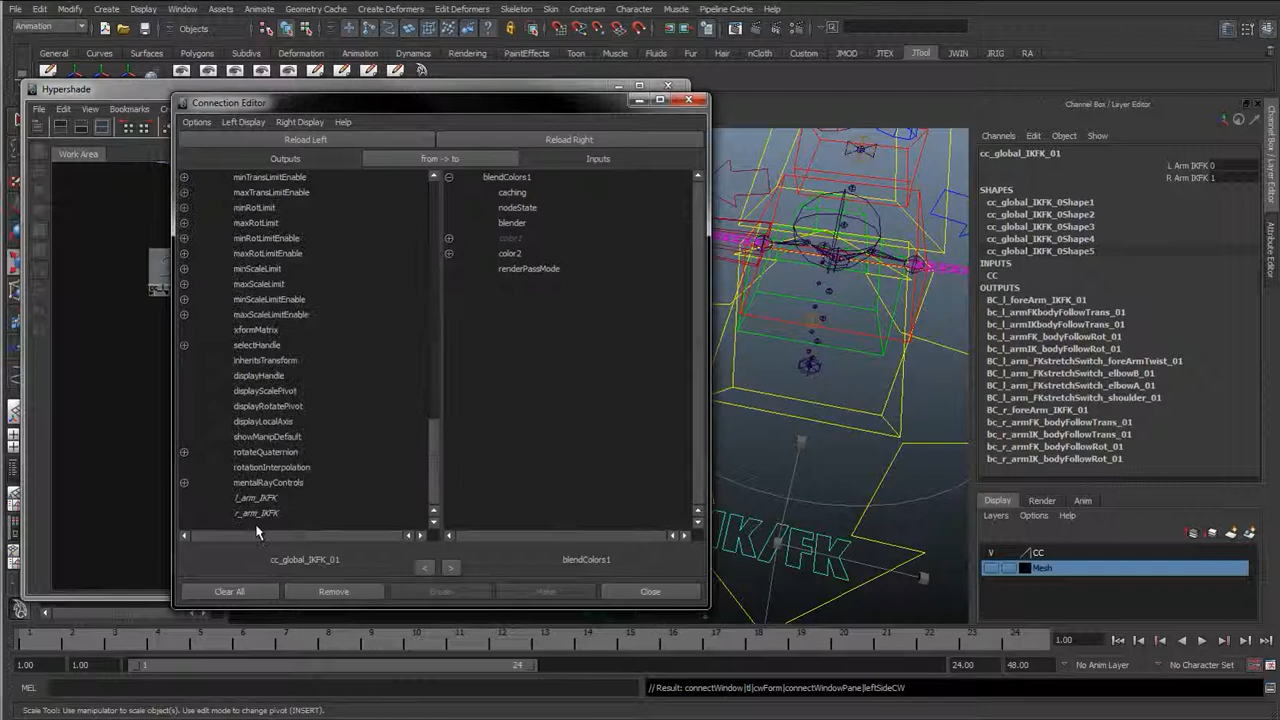 File Edit Modify Create Display Window Assets Animate Geometry Cache Create Deformers Edit Deformers Skeleton Skin Constrain Character Muscle Pipeline Cache Help
Animation Objects
General Curves Surfaces Polygons Subdivs Deformation Animation Dynamics Rendering PaintEffects Toon Muscle Fluids Fur Hair nCloth Custom JMOD JTEX JTool JWIN JRIG RA
Hypershade
File Edit View Bookmarks
Work Area
Connection Editor
Options Left Display Right Display Help
Reload Left Reload Right
Outputs from -> to Inputs
minTransLimitEnable
maxTransLimitEnable
minRotLimit
maxRotLimit
minRotLimitEnable
maxRotLimitEnable
minScaleLimit
maxScaleLimit
minScaleLimitEnable
maxScaleLimitEnable
xformMatrix
selectHandle
inheritsTransform
displayHandle
displayScalePivot
displayRotatePivot
displayLocalAxis
showManipDefault
rotateQuaternion
rotationInterpolation
mentalRayControls
l_arm_IKFK
r_arm_IKFK
blendColors1
caching
nodeState
blender
color1
color2
renderPassMode
cc_global_IKFK_01 < > blendColors1
Clear All Remove Break Make Close
IK/FK
Channel Box / Layer Editor
Channels Edit Object Show
cc_global_IKFK_01
L Arm IKFK 0
R Arm IKFK 1
SHAPES
cc_global_IKFK_0Shape1
cc_global_IKFK_0Shape2
cc_global_IKFK_0Shape3
cc_global_IKFK_0Shape4
cc_global_IKFK_0Shape5
INPUTS
CC
OUTPUTS
BC_l_foreArm_IKFK_01
bc_l_armFKbodyFollowTrans_01
bc_l_armIKbodyFollowTrans_01
bc_l_armFK_bodyFollowRot_01
bc_l_armIK_bodyFollowRot_01
bc_l_arm_FKstretchSwitch_foreArmTwist_01
bc_l_arm_FKstretchSwitch_elbowB_01
bc_l_arm_FKstretchSwitch_elbowA_01
bc_l_arm_FKstretchSwitch_shoulder_01
BC_r_foreArm_IKFK_01
bc_r_armFK_bodyFollowTrans_01
bc_r_armIK_bodyFollowTrans_01
bc_r_armFK_bodyFollowRot_01
bc_r_armIK_bodyFollowRot_01
Channel Box / Layer Editor
Attribute Editor
Display Render Anim
Layers Options Help
V CC
Mesh
1 2 3 4 5 6 7 8 9 10 11 12 13 14 15 16 17 18 19 20 21 22 23 24 1.00
1.00 1.00 1 24 24.00 48.00 No Anim Layer No Character Set
MEL // Result: connectWindow|tl|cwForm|connectWindowPane|leftSideCW
Scale Tool: Use manipulator to scale object(s). Use edit mode to change pivot (INSERT).